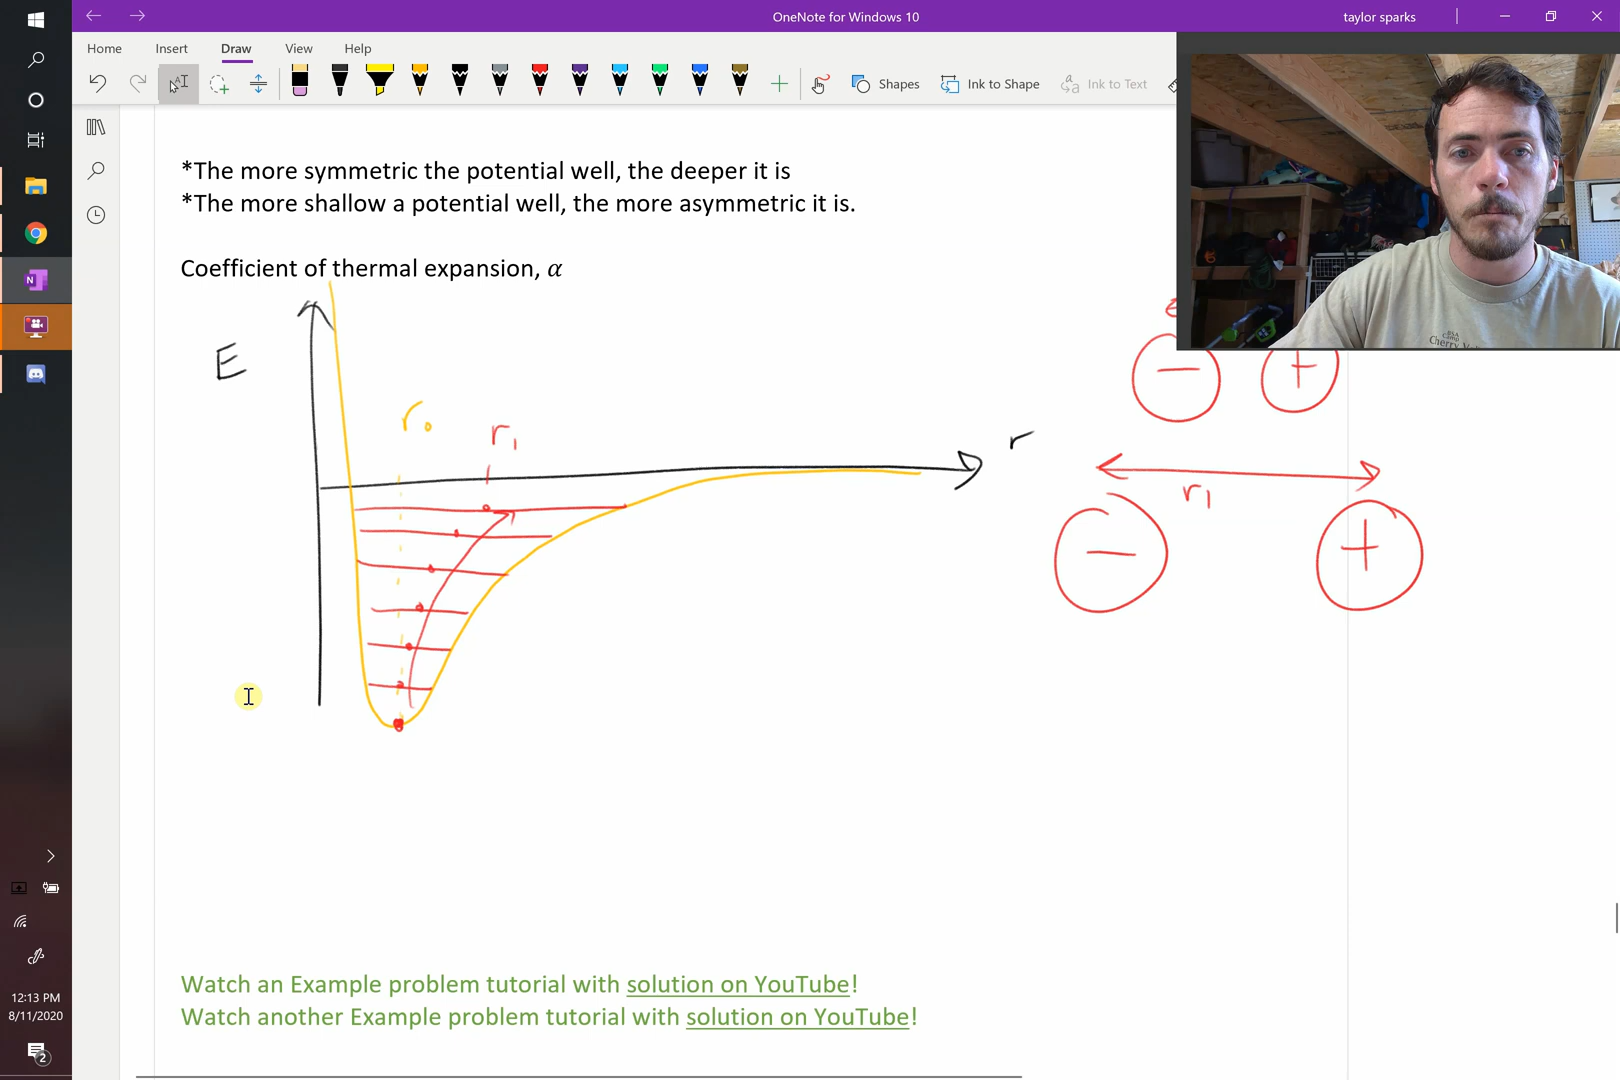 OneNote for Windows 10
taylor sparks
Home Insert Draw View Help
Shapes Ink to Shape Ink to Text
*The more symmetric the potential well, the deeper it is
*The more shallow a potential well, the more asymmetric it is.
Coefficient of thermal expansion, α
E
r₀
r₁
r
− +
r₁
− +
Watch an Example problem tutorial with solution on YouTube!
Watch another Example problem tutorial with solution on YouTube!
12:13 PM
8/11/2020
2